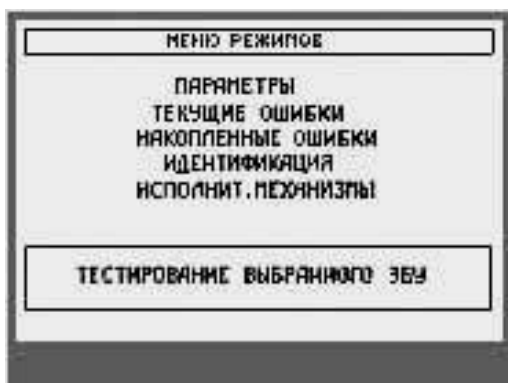 МЕНЮ РЕЖИМОВ
ПАРАМЕТРЫ
ТЕКУЩИЕ ОШИБКИ
НАКОПЛЕННЫЕ ОШИБКИ
ИДЕНТИФИКАЦИЯ
ИСПОЛНИТ.МЕХАНИЗМЫ
ТЕСТИРОВАНИЕ ВЫБРАННОГО ЭБУ